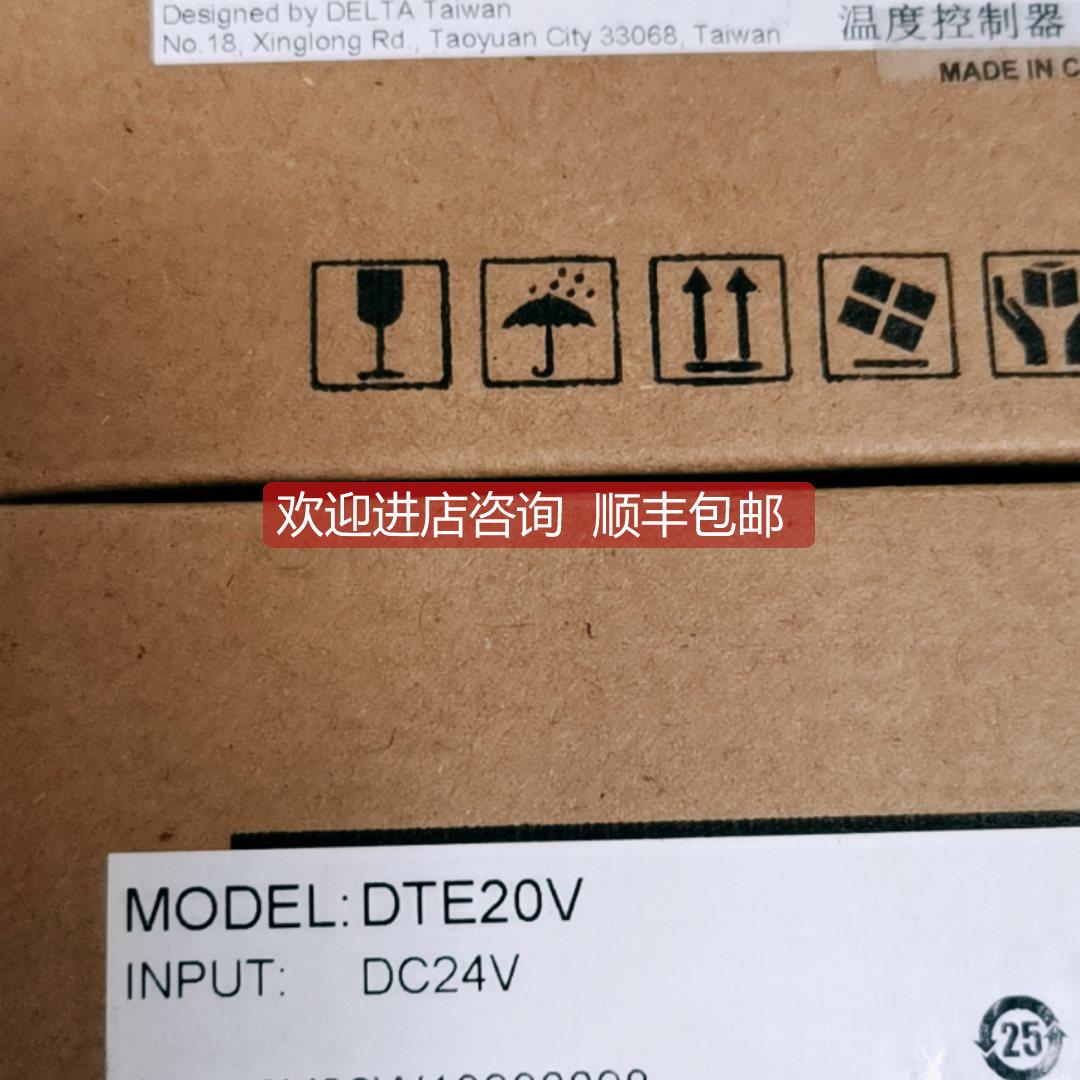 Designed by DELTA Taiwan
No.18, Xinglong Rd., Taoyuan City 33068, Taiwan
温度控制器
MADE IN
欢迎进店咨询 顺丰包邮
MODEL: DTE20V
INPUT: DC24V
25